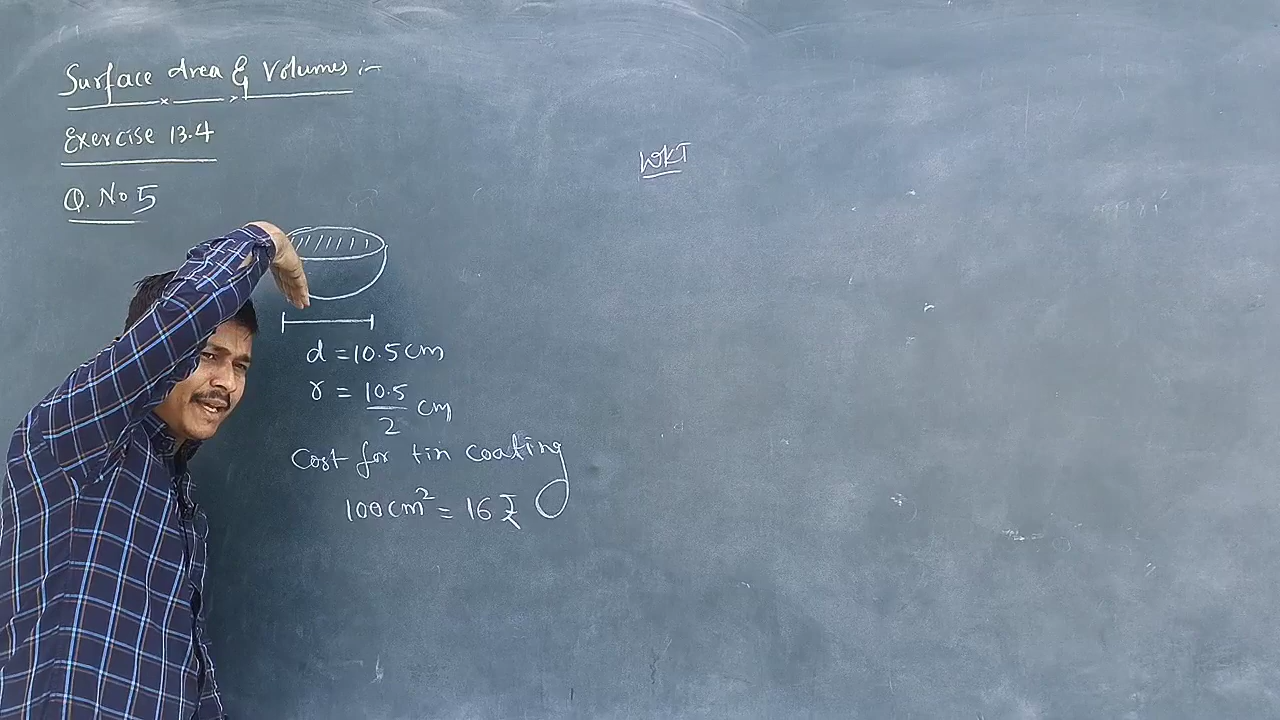 Surface Area & Volumes :-
Exercise 13.4
Q. No 5
WKT
d = 10.5 cm
r = 10.5/2 cm
Cost for tin coating
100 cm² = 16 ₹